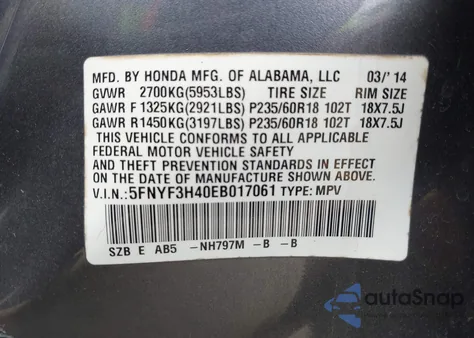 MFD. BY HONDA MFG. OF ALABAMA, LLC 03/'14
GVWR 2700KG(5953LBS) TIRE SIZE RIM SIZE
GAWR F 1325KG(2921LBS) P235/60R18 102T 18X7.5J
GAWR R1450KG(3197LBS) P235/60R18 102T 18X7.5J
THIS VEHICLE CONFORMS TO ALL APPLICABLE
FEDERAL MOTOR VEHICLE SAFETY
AND THEFT PREVENTION STANDARDS IN EFFECT
ON THE DATE OF MANUFACTURE SHOWN ABOVE.
V.I.N.:5FNYF3H40EB017061 TYPE: MPV
SZB E AB5 -NH797M -B -B
autoSnap